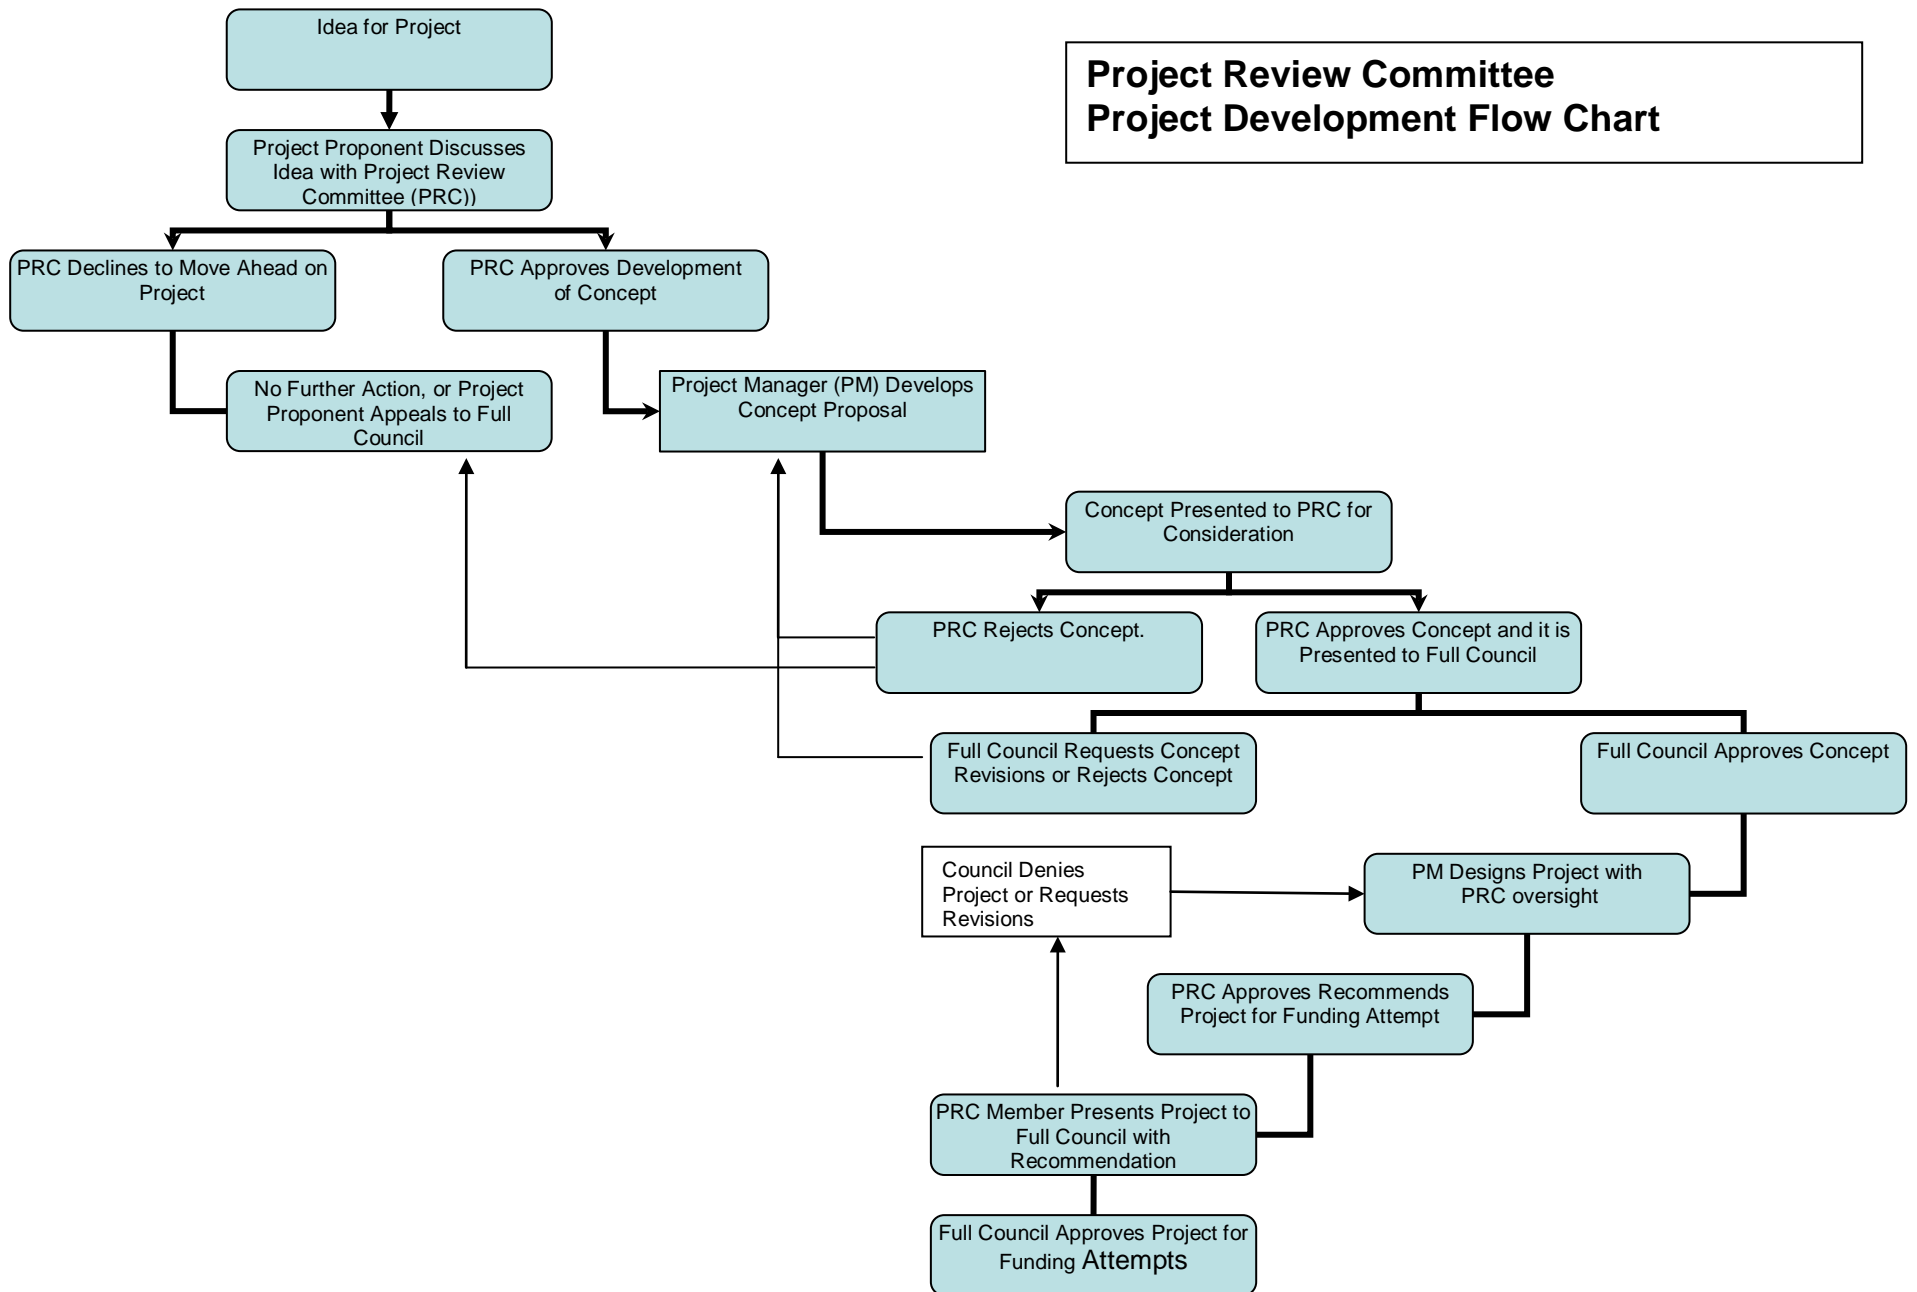 Idea for Project
Project Review Committee
Project Development Flow Chart
Project Proponent Discusses
Idea with Project Review
Committee (PRC))
PRC Declines to Move Ahead on
Project
PRC Approves Development
of Concept
No Further Action, or Project
Proponent Appeals to Full
Council
Project Manager (PM) Develops
Concept Proposal
Concept Presented to PRC for
Consideration
PRC Rejects Concept.
PRC Approves Concept and it is
Presented to Full Council
Full Council Requests Concept
Revisions or Rejects Concept
Full Council Approves Concept
Council Denies
Project or Requests
Revisions
PM Designs Project with
PRC oversight
PRC Approves Recommends
Project for Funding Attempt
PRC Member Presents Project to
Full Council with
Recommendation
Full Council Approves Project for
Funding Attempts